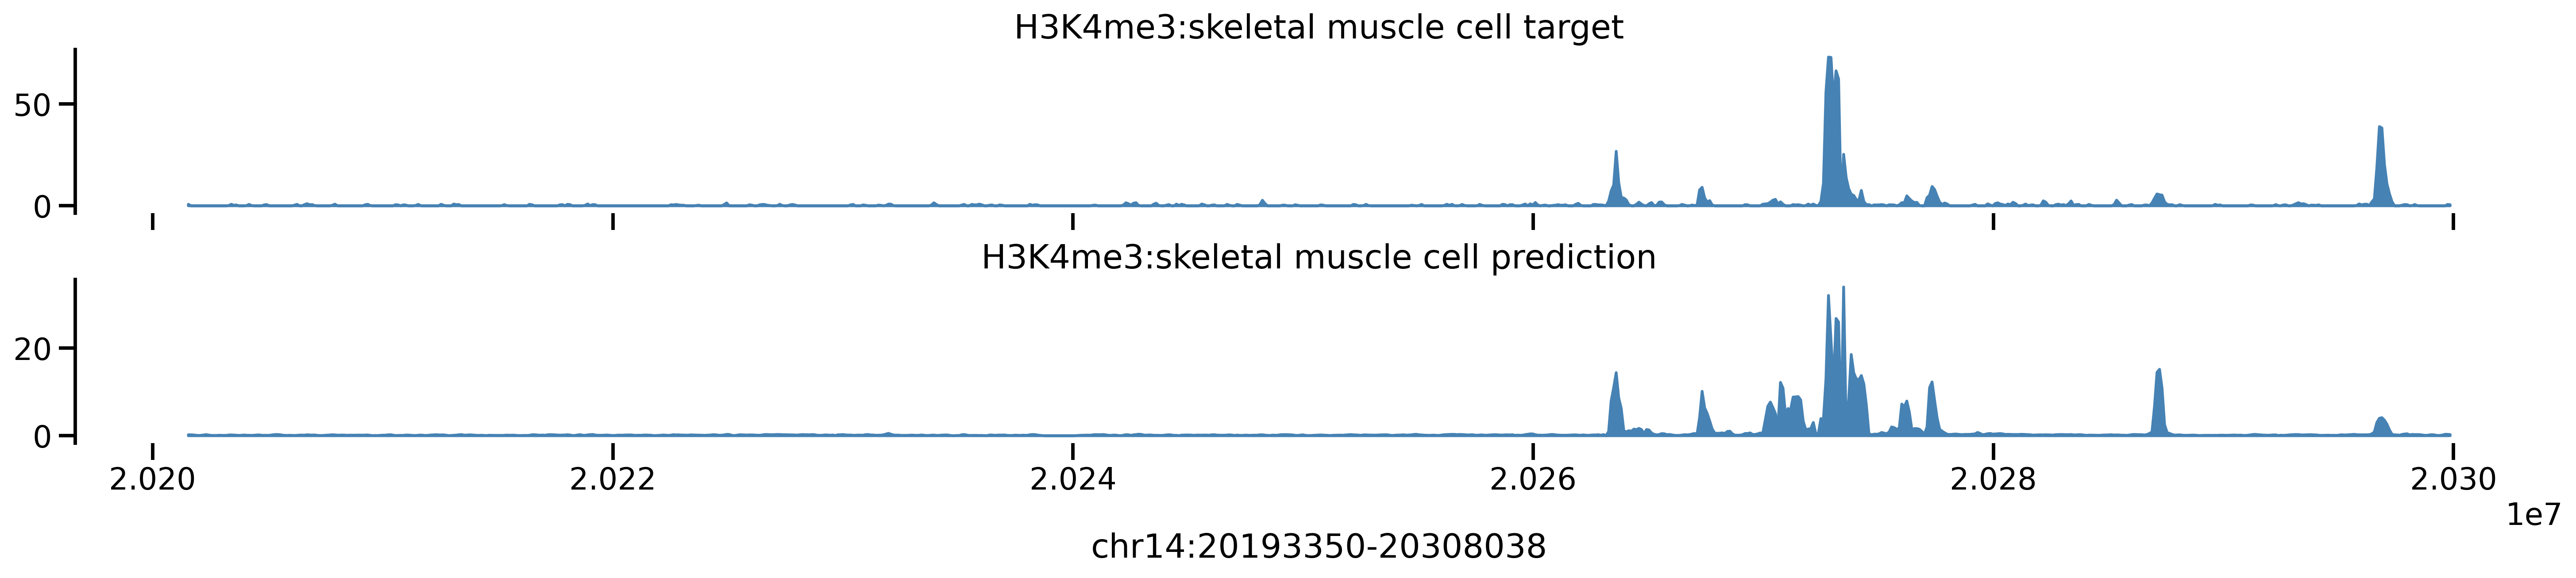 H3K4me3:skeletal muscle cell target
50
0
H3K4me3:skeletal muscle cell prediction
20
0
2.020 2.022 2.024 2.026 2.028 2.030
1e7
chr14:20193350-20308038